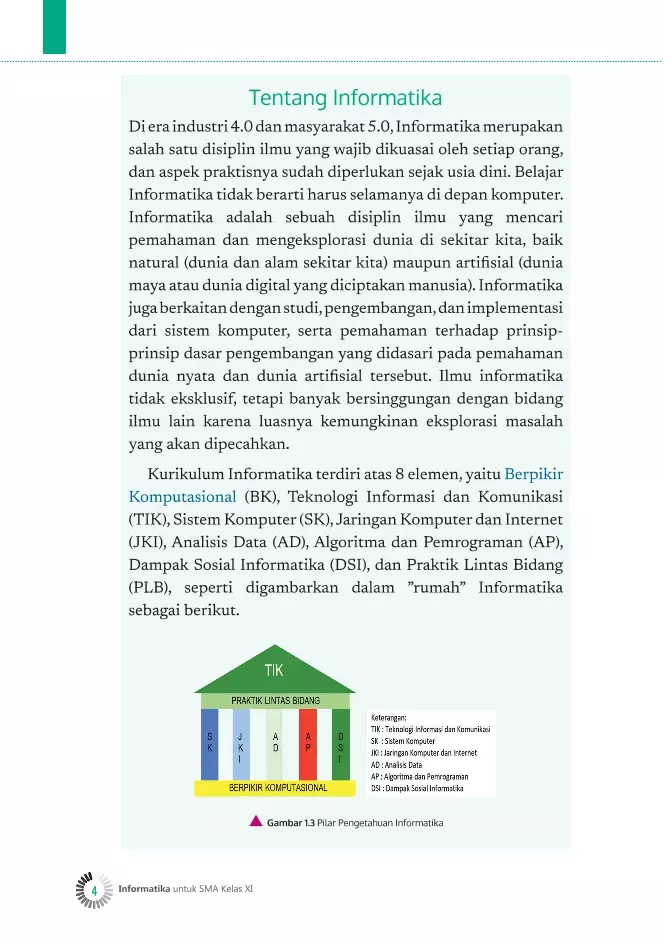 Tentang Informatika
Di era industri 4.0 dan masyarakat 5.0, Informatika merupakan
salah satu disiplin ilmu yang wajib dikuasai oleh setiap orang,
dan aspek praktisnya sudah diperlukan sejak usia dini. Belajar
Informatika tidak berarti harus selamanya di depan komputer.
Informatika adalah sebuah disiplin ilmu yang mencari
pemahaman dan mengeksplorasi dunia di sekitar kita, baik
natural (dunia dan alam sekitar kita) maupun artifisial (dunia
maya atau dunia digital yang diciptakan manusia). Informatika
juga berkaitan dengan studi, pengembangan, dan implementasi
dari sistem komputer, serta pemahaman terhadap prinsip-
prinsip dasar pengembangan yang didasari pada pemahaman
dunia nyata dan dunia artifisial tersebut. Ilmu informatika
tidak eksklusif, tetapi banyak bersinggungan dengan bidang
ilmu lain karena luasnya kemungkinan eksplorasi masalah
yang akan dipecahkan.
Kurikulum Informatika terdiri atas 8 elemen, yaitu Berpikir
Komputasional (BK), Teknologi Informasi dan Komunikasi
(TIK), Sistem Komputer (SK), Jaringan Komputer dan Internet
(JKI), Analisis Data (AD), Algoritma dan Pemrograman (AP),
Dampak Sosial Informatika (DSI), dan Praktik Lintas Bidang
(PLB), seperti digambarkan dalam ”rumah” Informatika
sebagai berikut.
TIK
PRAKTIK LINTAS BIDANG
SK
JKI
AD
AP
DSI
BERPIKIR KOMPUTASIONAL
Keterangan:
TIK : Teknologi Informasi dan Komunikasi
SK : Sistem Komputer
JKI : Jaringan Komputer dan Internet
AD : Analisis Data
AP : Algoritma dan Pemrograman
DSI : Dampak Sosial Informatika
Gambar 1.3 Pilar Pengetahuan Informatika
4
Informatika untuk SMA Kelas XI